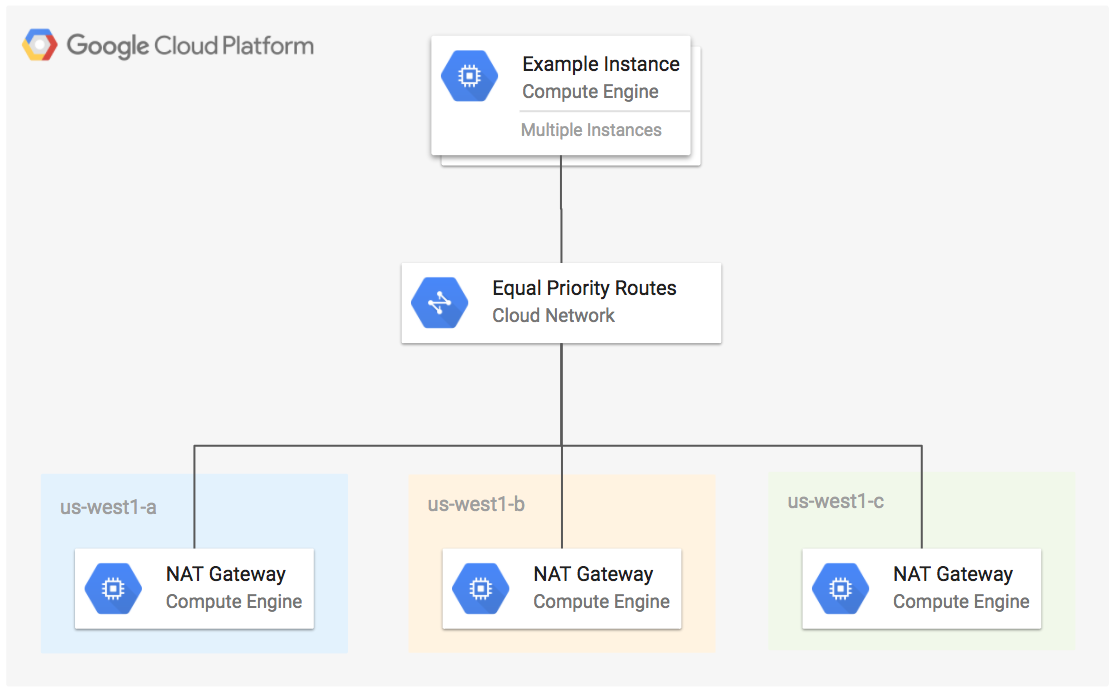 Google Cloud Platform
Example Instance
Compute Engine
Multiple Instances
Equal Priority Routes
Cloud Network
us-west1-a
NAT Gateway
Compute Engine
us-west1-b
NAT Gateway
Compute Engine
us-west1-c
NAT Gateway
Compute Engine